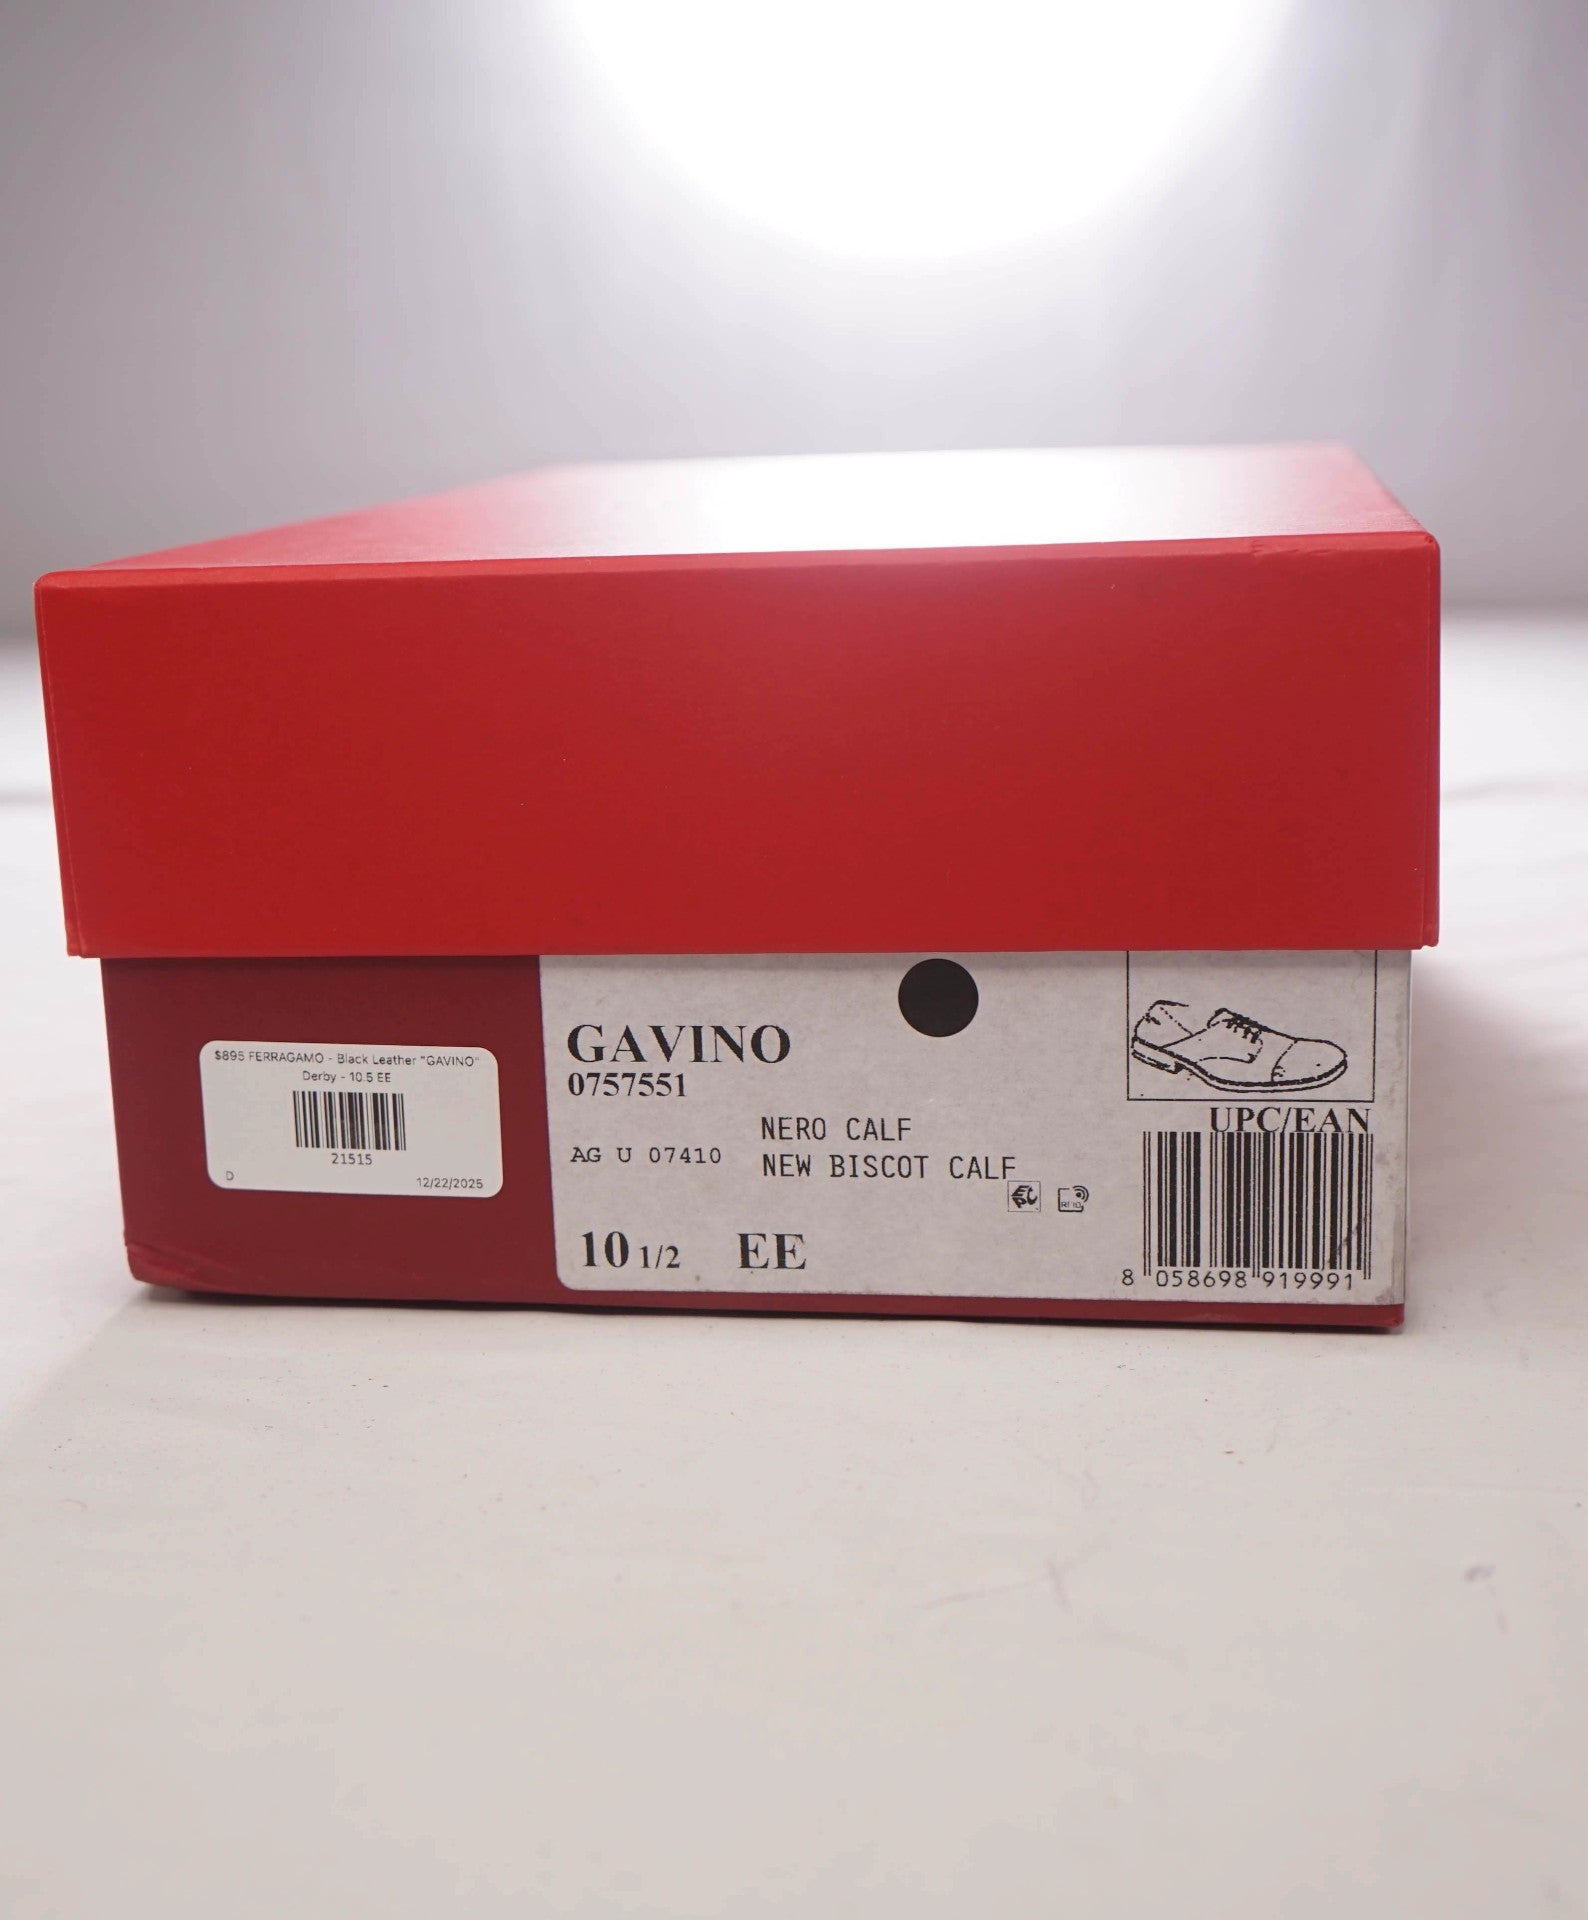 $895 FERRAGAMO - Black Leather "GAVINO"
Derby - 10.5 EE
21515
D
12/22/2025
GAVINO
0757551
NERO CALF
AG U 07410
NEW BISCOT CALF
RFID
10 1/2 EE
UPC/EAN
8 058698 919991